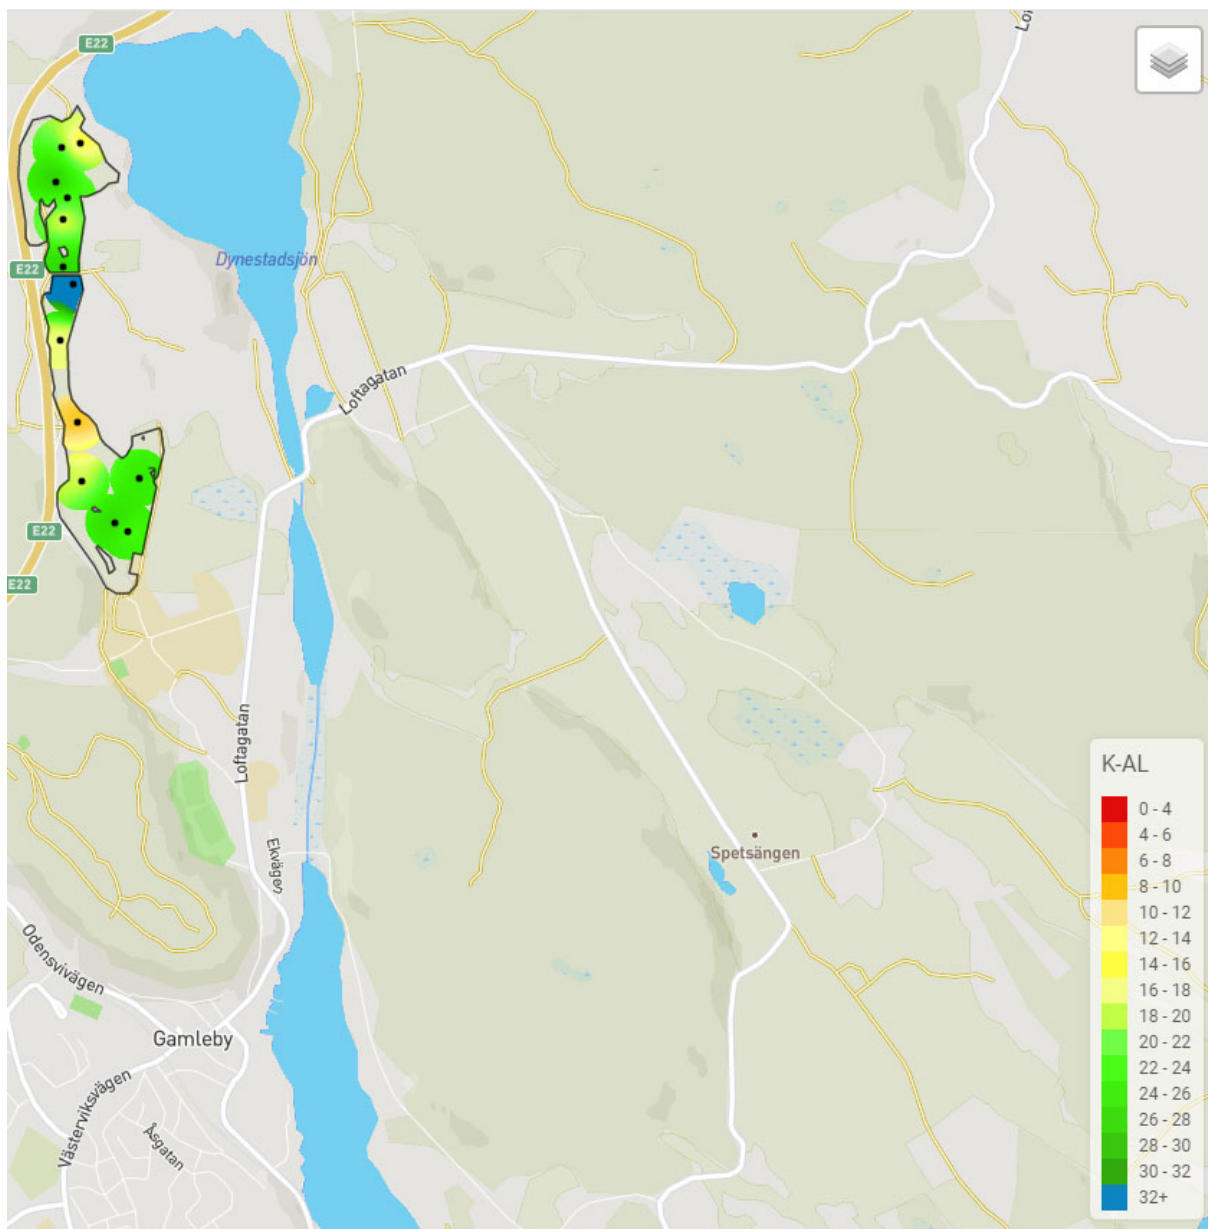 E22
Lof
Dynestadsjön
E22
Loftagatan
E22
E22
Loftagatan
K-AL
0 - 4
4 - 6
6 - 8
8 - 10
10 - 12
12 - 14
14 - 16
16 - 18
18 - 20
20 - 22
22 - 24
24 - 26
26 - 28
28 - 30
30 - 32
32+
Spetsängen
Ekvägen
Odensvivägen
Gamleby
Västerviksvägen
Åsgatan